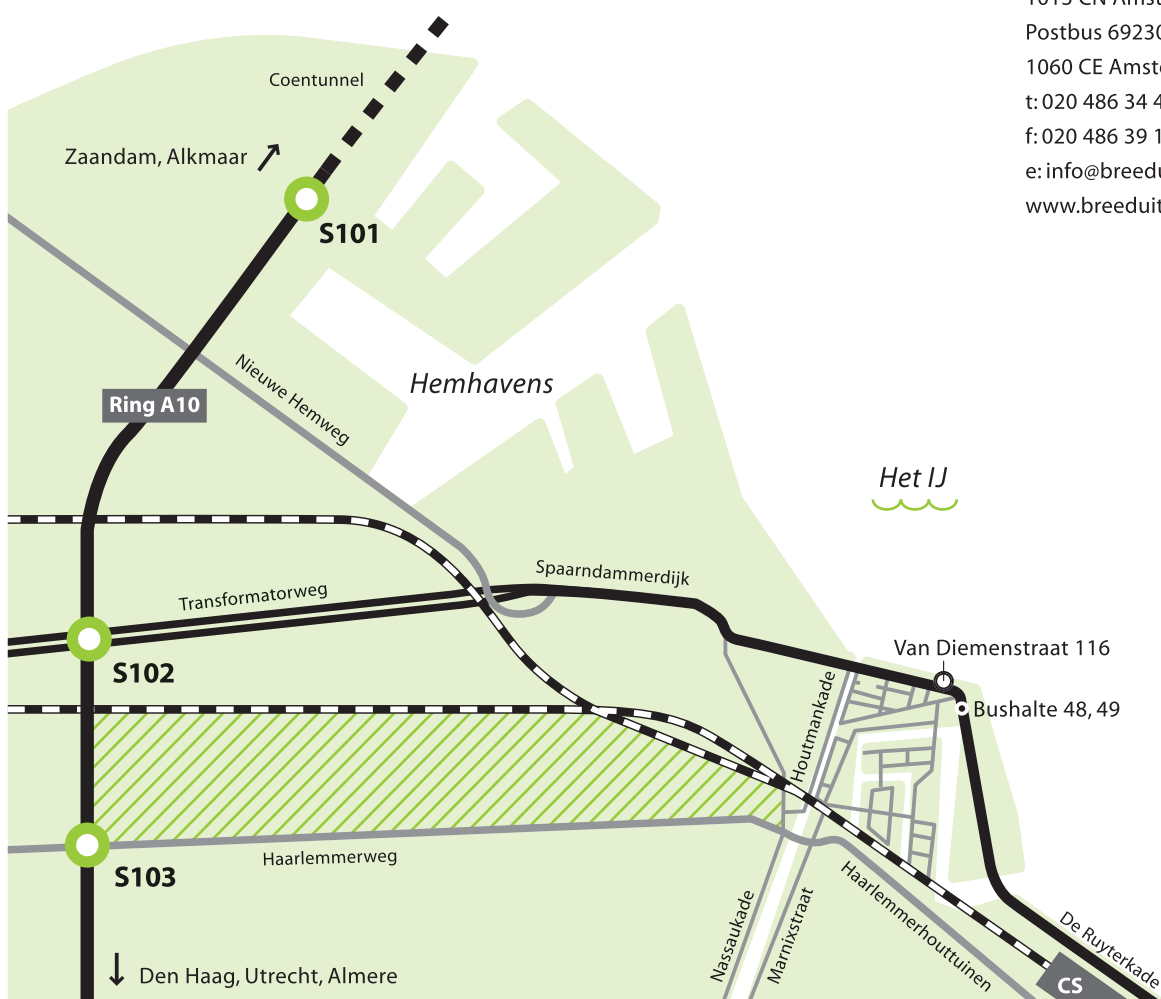 Postbus 69230
1060 CE Amst
t: 020 486 34 4
f: 020 486 39 1
e: info@breedu
www.breeduit
Coentunnel
Zaandam, Alkmaar
S101
Nieuwe Hemweg
Hemhavens
Ring A10
Het IJ
Spaarndammerdijk
Transformatorweg
Van Diemenstraat 116
S102
Bushalte 48, 49
Houtmankade
Haarlemmerweg
S103
Haarlemmerhouttuinen
Nassaukade
Marnixstraat
De Ruyterkade
Den Haag, Utrecht, Almere
CS